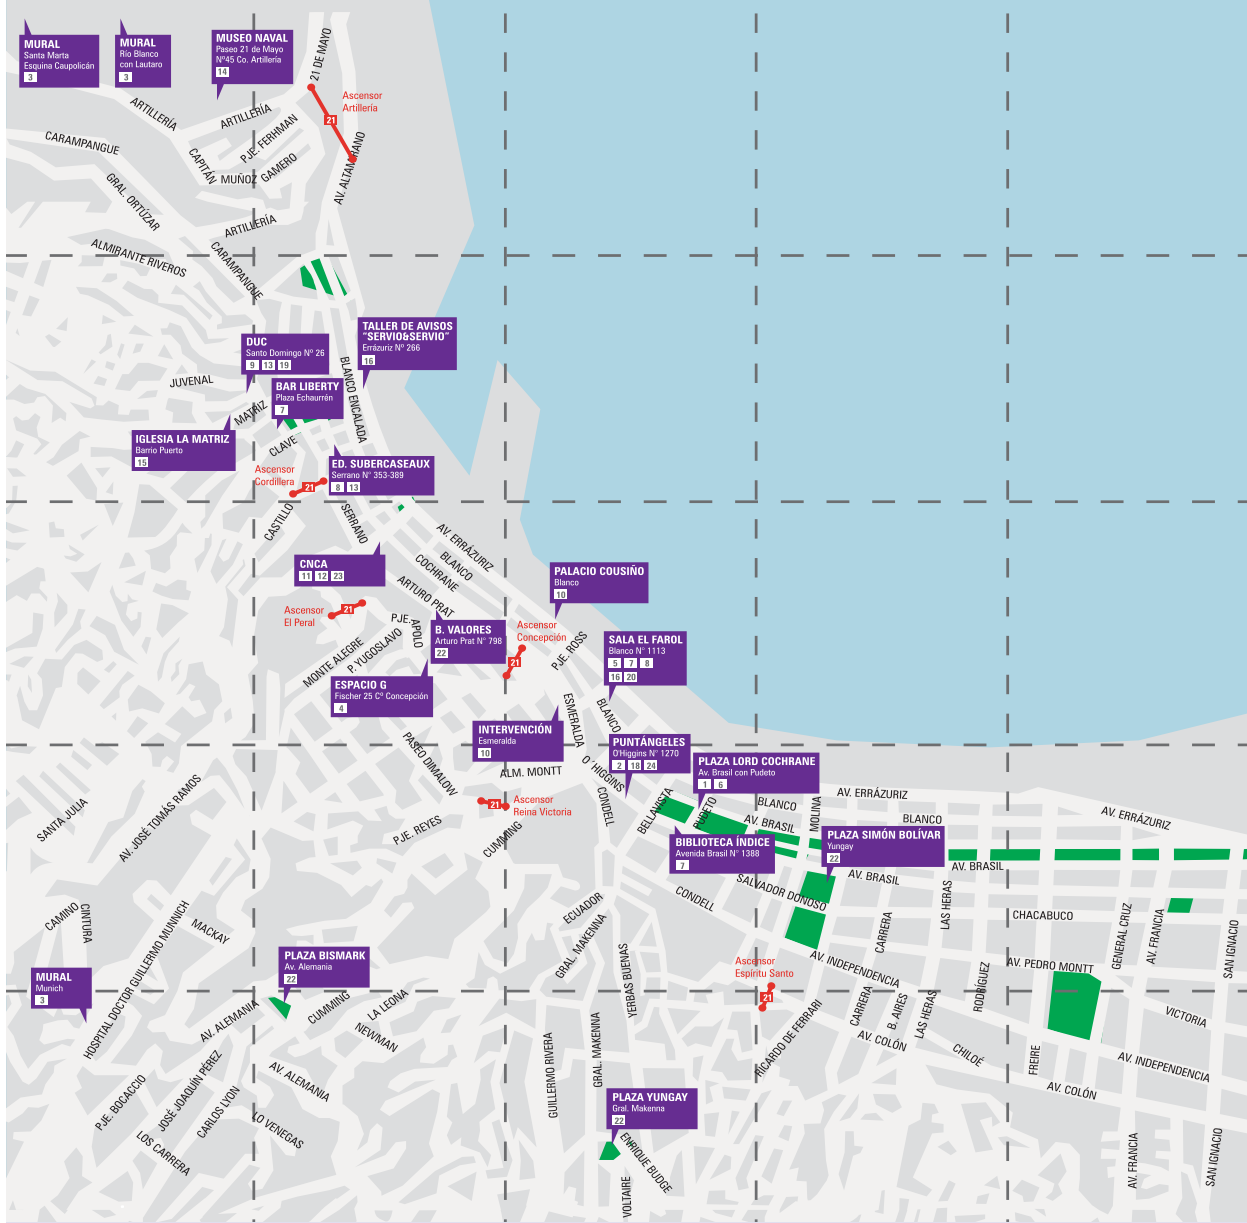 MURAL
Santa Marta
Esquina Caupolicán
3
MURAL
Río Blanco
con Lautaro
3
MUSEO NAVAL
Paseo 21 de Mayo
Nº45 Co. Artillería
14
21 DE MAYO
Ascensor
Artillería
21
ARTILLERÍA
ARTILLERÍA
PJE. FERHMAN
CARAMPANGUE
CAPITÁN
MUÑOZ
GAMERO
AV. ALTAMIRANO
GRAL. ORTÚZAR
ARTILLERÍA
ALMIRANTE RIVEROS
CARAMPANGUE
TALLER DE AVISOS
"SERVIO&SERVIO"
Errázuriz Nº 266
16
DUC
Santo Domingo Nº 26
9 13 19
BLANCO ENCALADA
JUVENAL
BAR LIBERTY
Plaza Echaurrén
7
MATRIZ
IGLESIA LA MATRIZ
Barrio Puerto
15
CLAVE
ED. SUBERCASEAUX
Serrano N° 353-389
8 13
Ascensor
Cordillera
21
CASTILLO
SERRANO
AV. ERRÁZURIZ
BLANCO
COCHRANE
CNCA
11 12 23
PALACIO COUSIÑO
Blanco
10
ARTURO PRAT
Ascensor
El Peral
21
PJE.
APOLO
B. VALORES
Arturo Prat N° 798
22
Ascensor
Concepción
21
PJE. ROSS
SALA EL FAROL
Blanco N° 1113
5 7 8
16 20
MONTE ALEGRE
P. YUGOSLAVO
ESPACIO G
Fischer 25 Cº Concepción
4
ESMERALDA
BLANCO
INTERVENCIÓN
Esmeralda
10
PUNTÁNGELES
O'Higgins N° 1270
2 18 24
PASEO DIMALOW
ALM. MONTT
O´HIGGINS
PLAZA LORD COCHRANE
Av. Brasil con Pudeto
1 6
SANTA JULIA
AV. JOSÉ TOMÁS RAMOS
21
Ascensor
Reina Victoria
PJE. REYES
CUMMING
CONDELL
BELLAVISTA
PUDETO
BLANCO
AV. BRASIL
MOLINA
AV. ERRÁZURIZ
BLANCO
AV. ERRÁZURIZ
BIBLIOTECA ÍNDICE
Avenida Brasil N° 1388
7
PLAZA SIMÓN BOLÍVAR
Yungay
22
AV. BRASIL
AV. BRASIL
CONDELL
SALVADOR DONOSO
CAMINO
CINTURA
HOSPITAL DOCTOR GUILLERMO MUNNICH
MACKAY
ECUADOR
GRAL. MAKENNA
YERBAS BUENAS
CARRERA
LAS HERAS
CHACABUCO
GENERAL CRUZ
AV. FRANCIA
SAN IGNACIO
PLAZA BISMARK
Av. Alemania
22
MURAL
Munich
3
Ascensor
Espíritu Santo
21
AV. INDEPENDENCIA
RODRÍGUEZ
AV. PEDRO MONTT
AV. ALEMANIA
CUMMING
LA LEONA
NEWMAN
GUILLERMO RIVERA
GRAL. MAKENNA
RICARDO DE FERRARI
CARRERA
B. AIRES
LAS HERAS
AV. COLÓN
CHILOÉ
FREIRE
VICTORIA
AV. INDEPENDENCIA
AV. COLÓN
PJE. BOCACCIO
JOSÉ JOAQUÍN PÉREZ
CARLOS LYON
AV. ALEMANIA
LO VENEGAS
LOS CARRERA
PLAZA YUNGAY
Gral. Makenna
22
ENRIQUE BUDGE
VOLTAIRE
AV. FRANCIA
SAN IGNACIO